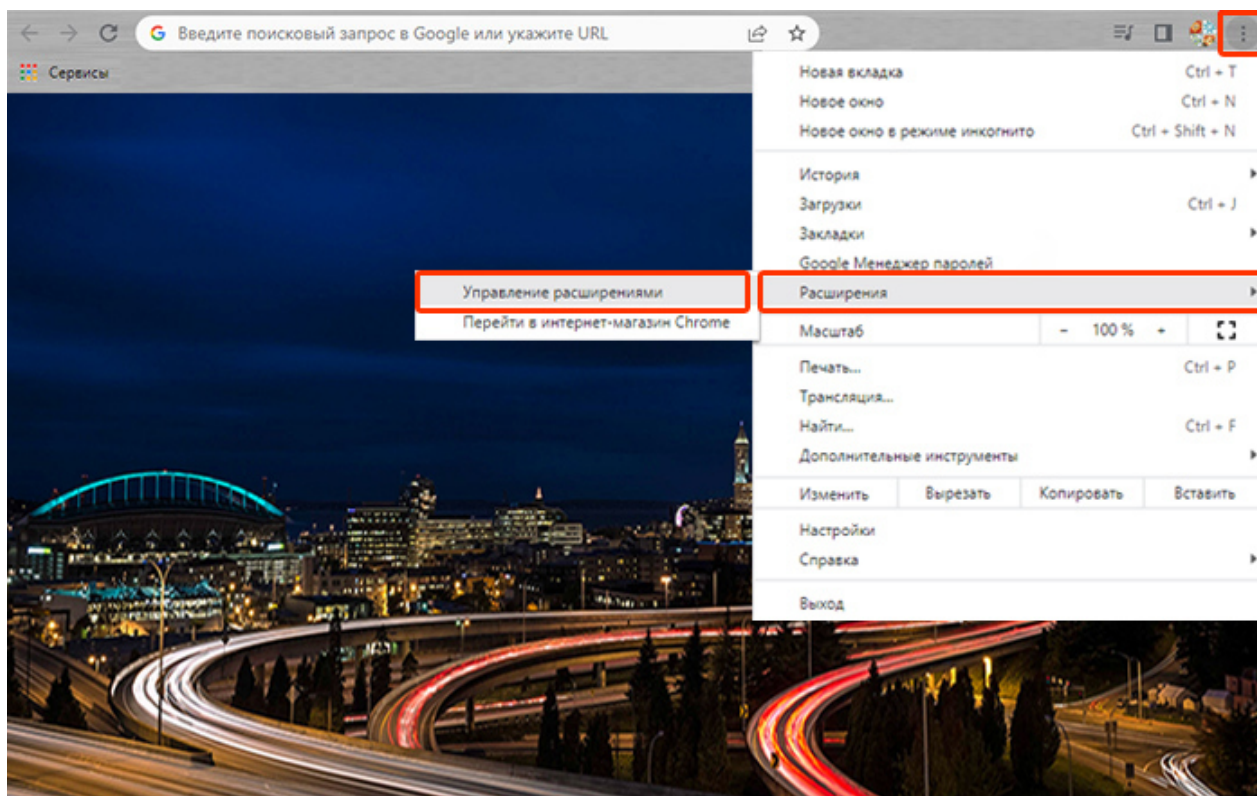 Введите поисковый запрос в Google или укажите URL
Сервисы
Новая вкладка Ctrl + T
Новое окно Ctrl + N
Новое окно в режиме инкогнито Ctrl + Shift + N
История
Загрузки Ctrl + J
Закладки
Google Менеджер паролей
Управление расширениями
Перейти в интернет-магазин Chrome
Расширения
Масштаб - 100 % +
Печать... Ctrl + P
Трансляция...
Найти... Ctrl + F
Дополнительные инструменты
Изменить Вырезать Копировать Вставить
Настройки
Справка
Выход